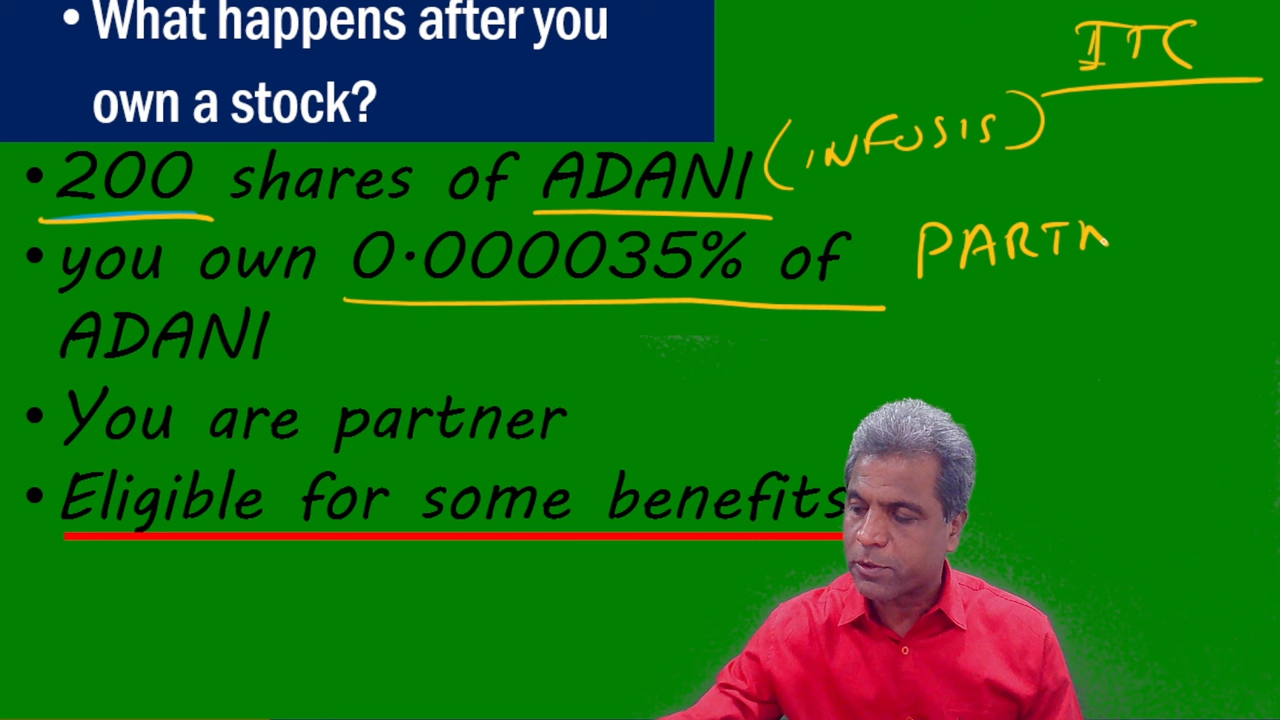 • What happens after you
own a stock?
ITC
• 200 shares of ADANI (INFOSIS)
• you own 0.000035% of
ADANI
PARTN
• You are partner
• Eligible for some benefits